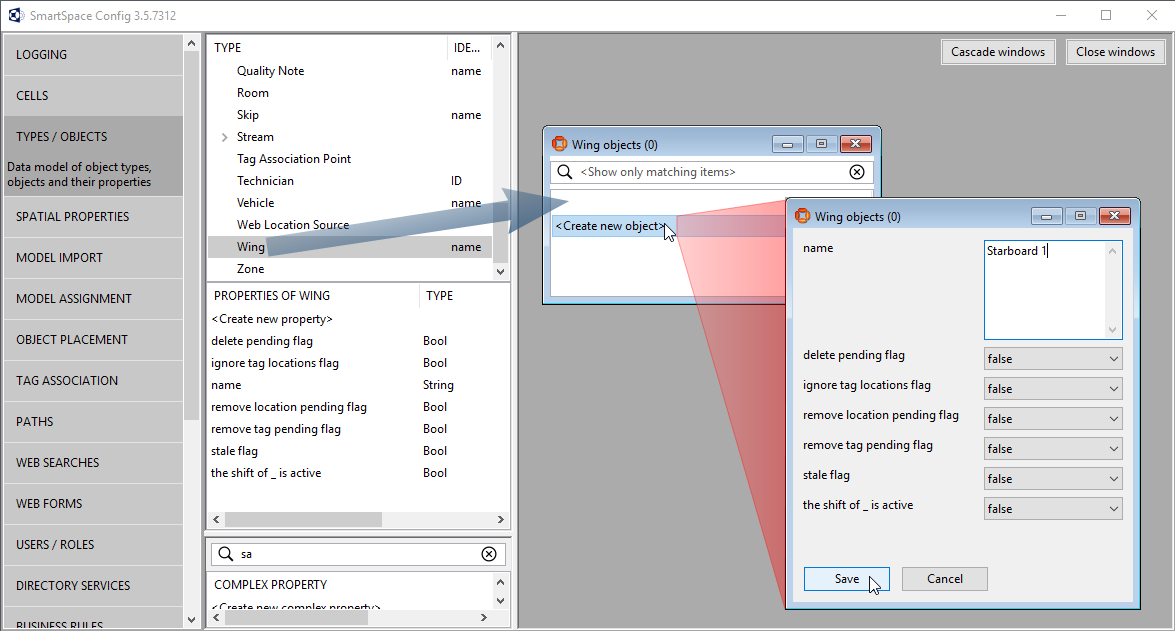 SmartSpace Config 3.5.7312
LOGGING
CELLS
TYPES / OBJECTS
Data model of object types,
objects and their properties
SPATIAL PROPERTIES
MODEL IMPORT
MODEL ASSIGNMENT
OBJECT PLACEMENT
TAG ASSOCIATION
PATHS
WEB SEARCHES
WEB FORMS
USERS / ROLES
DIRECTORY SERVICES
BUSINESS RULES
TYPE IDE...
Quality Note name
Room
Skip name
Stream
Tag Association Point
Technician ID
Vehicle name
Web Location Source
Wing name
Zone
PROPERTIES OF WING TYPE
<Create new property>
delete pending flag Bool
ignore tag locations flag Bool
name String
remove location pending flag Bool
remove tag pending flag Bool
stale flag Bool
the shift of _ is active Bool
sa
COMPLEX PROPERTY
<Create new complex property>
Cascade windows Close windows
Wing objects (0)
<Show only matching items>
<Create new object>
Wing objects (0)
name Starboard 1
delete pending flag false
ignore tag locations flag false
remove location pending flag false
remove tag pending flag false
stale flag false
the shift of _ is active false
Save Cancel